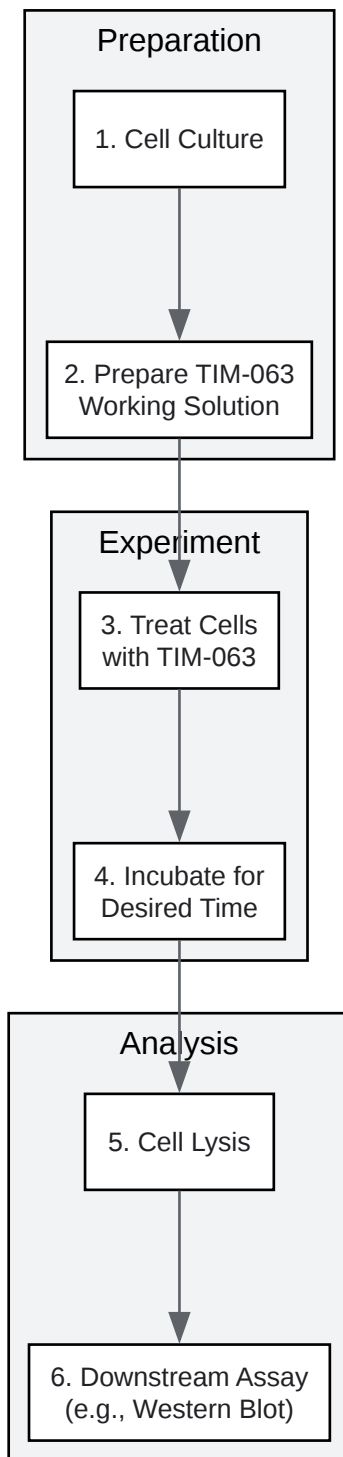 Preparation
1. Cell Culture
2. Prepare TIM-063
Working Solution
Experiment
3. Treat Cells
with TIM-063
4. Incubate for
Desired Time
Analysis
5. Cell Lysis
6. Downstream Assay
(e.g., Western Blot)